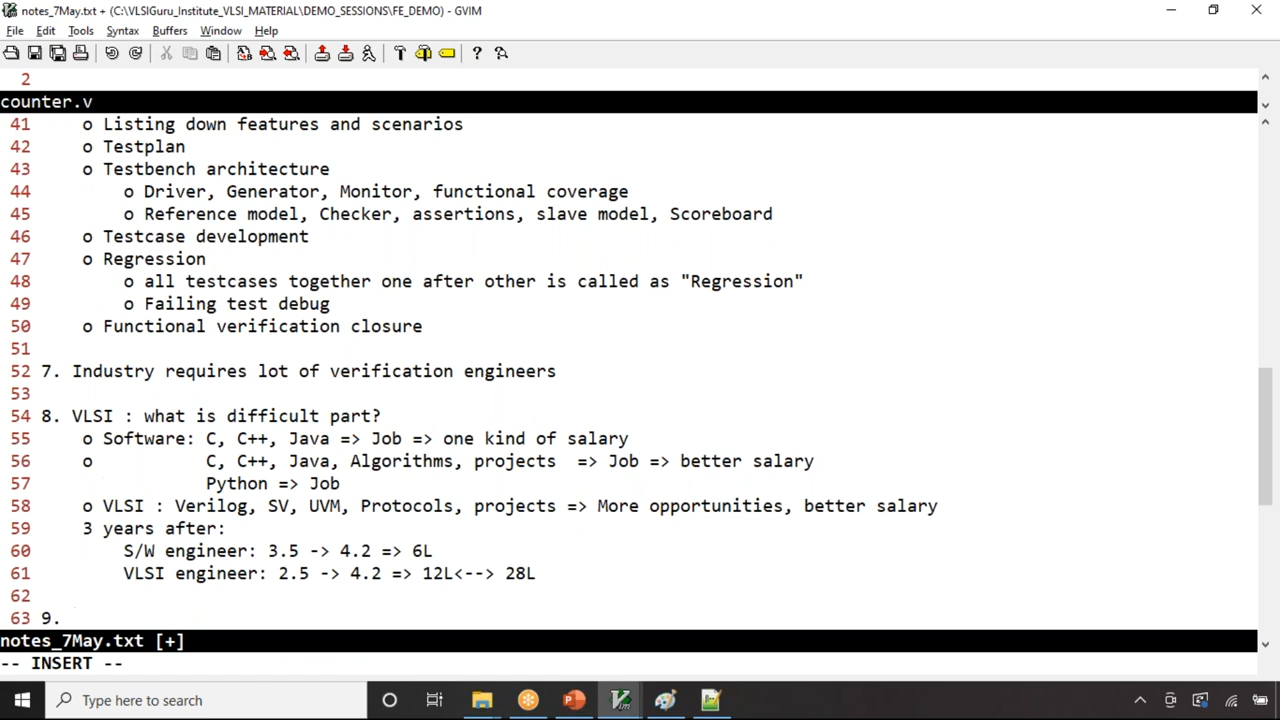 notes_7May.txt + (C:\VLSIGuru_Institute_VLSI_MATERIAL\DEMO_SESSIONS\FE_DEMO) - GVIM
File Edit Tools Syntax Buffers Window Help
2
counter.v
41 o Listing down features and scenarios
42 o Testplan
43 o Testbench architecture
44 o Driver, Generator, Monitor, functional coverage
45 o Reference model, Checker, assertions, slave model, Scoreboard
46 o Testcase development
47 o Regression
48 o all testcases together one after other is called as "Regression"
49 o Failing test debug
50 o Functional verification closure
51
52 7. Industry requires lot of verification engineers
53
54 8. VLSI : what is difficult part?
55 o Software: C, C++, Java => Job => one kind of salary
56 o C, C++, Java, Algorithms, projects => Job => better salary
57 Python => Job
58 o VLSI : Verilog, SV, UVM, Protocols, projects => More opportunities, better salary
59 3 years after:
60 S/W engineer: 3.5 -> 4.2 => 6L
61 VLSI engineer: 2.5 -> 4.2 => 12L<--> 28L
62
63 9.
notes_7May.txt [+]
-- INSERT --
Type here to search